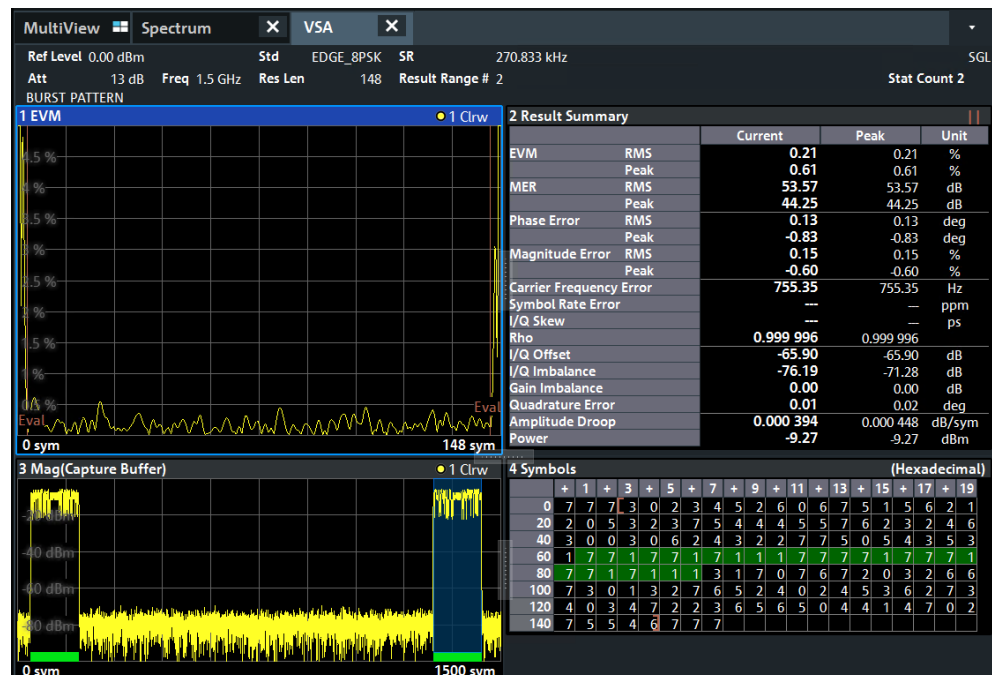 MultiView Spectrum X VSA X
Ref Level 0.00 dBm Std EDGE_8PSK SR 270.833 kHz SGL
Att 13 dB Freq 1.5 GHz Res Len 148 Result Range # 2 Stat Count 2
BURST PATTERN
1 EVM 1 Clrw
4.5 %
4 %
3.5 %
3 %
2.5 %
2 %
1.5 %
1 %
0.5 %
Eval
Eval
0 sym 148 sym
2 Result Summary
Current Peak Unit
EVM RMS 0.21 0.21 %
Peak 0.61 0.61 %
MER RMS 53.57 53.57 dB
Peak 44.25 44.25 dB
Phase Error RMS 0.13 0.13 deg
Peak -0.83 -0.83 deg
Magnitude Error RMS 0.15 0.15 %
Peak -0.60 -0.60 %
Carrier Frequency Error 755.35 755.35 Hz
Symbol Rate Error --- --- ppm
I/Q Skew --- --- ps
Rho 0.999 996 0.999 996
I/Q Offset -65.90 -65.90 dB
I/Q Imbalance -76.19 -71.28 dB
Gain Imbalance 0.00 0.00 dB
Quadrature Error 0.01 0.02 deg
Amplitude Droop 0.000 394 0.000 448 dB/sym
Power -9.27 -9.27 dBm
3 Mag(Capture Buffer) 1 Clrw
-20 dBm
-40 dBm
-60 dBm
-80 dBm
0 sym 1500 sym
4 Symbols (Hexadecimal)
+ 1 + 3 + 5 + 7 + 9 + 11 + 13 + 15 + 17 + 19
0 7 7 7 3 0 2 3 4 5 2 6 0 6 7 5 1 5 6 2 1
20 2 0 5 3 2 3 7 5 4 4 4 5 5 7 6 2 3 2 4 6
40 3 0 0 3 0 6 2 4 3 2 2 7 7 5 0 5 4 3 5 3
60 1 7 7 1 7 7 1 7 1 1 1 7 7 7 7 1 7 7 7 1
80 7 7 1 7 1 1 1 3 1 7 0 7 6 7 2 0 3 2 6 6
100 7 3 0 1 3 2 7 6 5 2 4 0 2 4 5 3 6 2 7 3
120 4 0 3 4 7 2 2 3 6 5 6 5 0 4 4 1 4 7 0 2
140 7 5 5 4 6 7 7 7